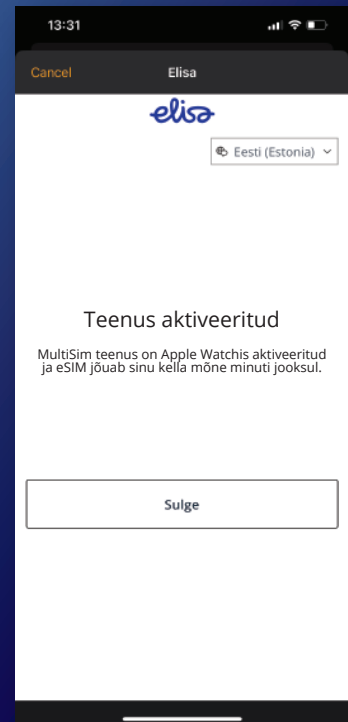 13:31
Cancel Elisa
elisa
Eesti (Estonia)
Teenus aktiveeritud
MultiSim teenus on Apple Watchis aktiveeritud
ja eSIM jõuab sinu kella mõne minuti jooksul.
Sulge